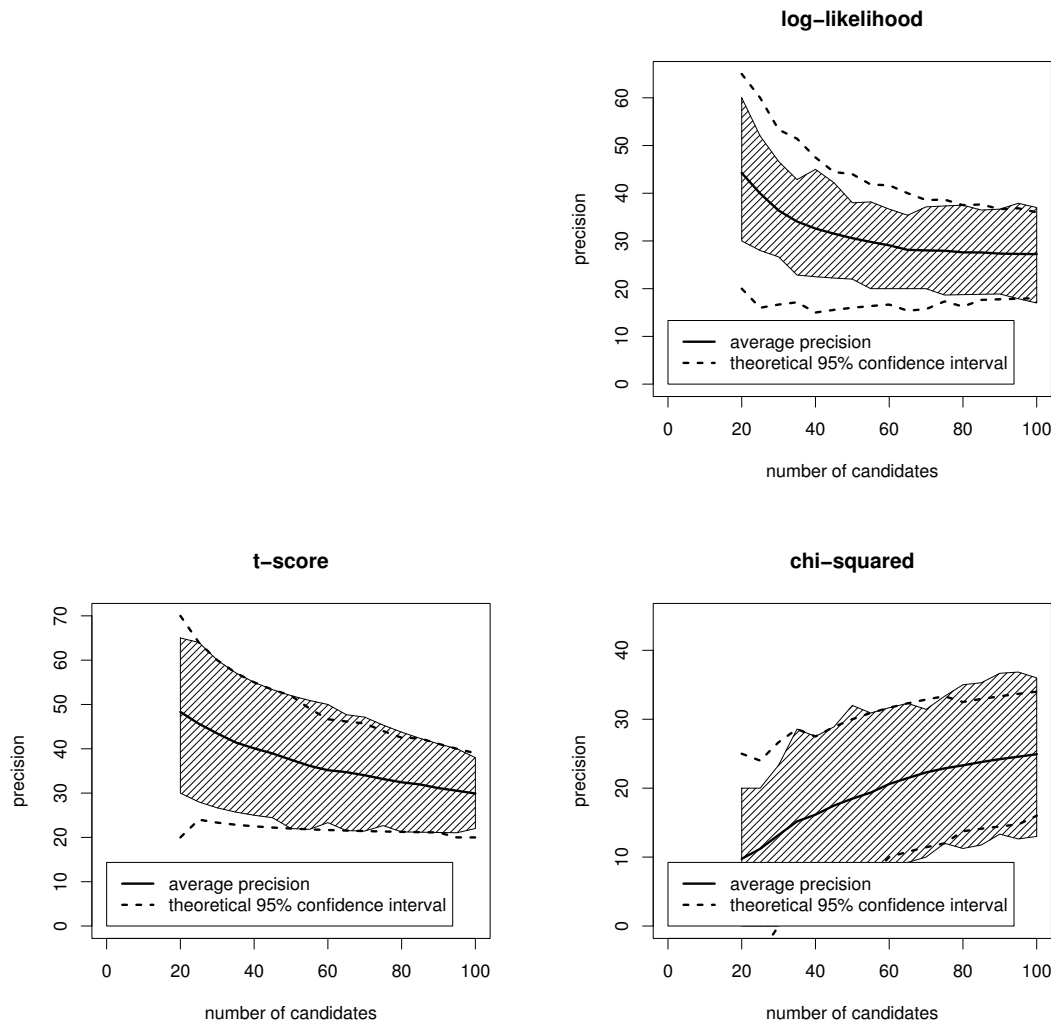 log-likelihood
precision
0 10 20 30 40 50 60
average precision
theoretical 95% confidence interval
0 20 40 60 80 100
number of candidates
t-score
precision
0 10 20 30 40 50 60 70
average precision
theoretical 95% confidence interval
0 20 40 60 80 100
number of candidates
chi-squared
precision
0 10 20 30 40
average precision
theoretical 95% confidence interval
0 20 40 60 80 100
number of candidates